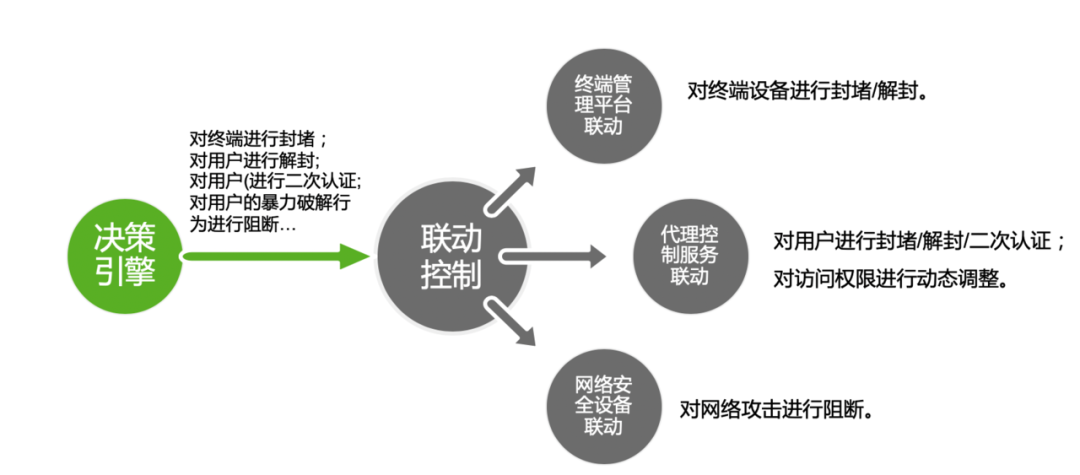 对终端进行封堵；
对用户进行解封;
对用户(进行二次认证;
对用户的暴力破解行
为进行阻断...
决策
引擎
联动
控制
终端管
理平台
联动
对终端设备进行封堵/解封。
代理控
制服务
联动
对用户进行封堵/解封/二次认证；
对访问权限进行动态调整。
网络安
全设备
联动
对网络攻击进行阻断。